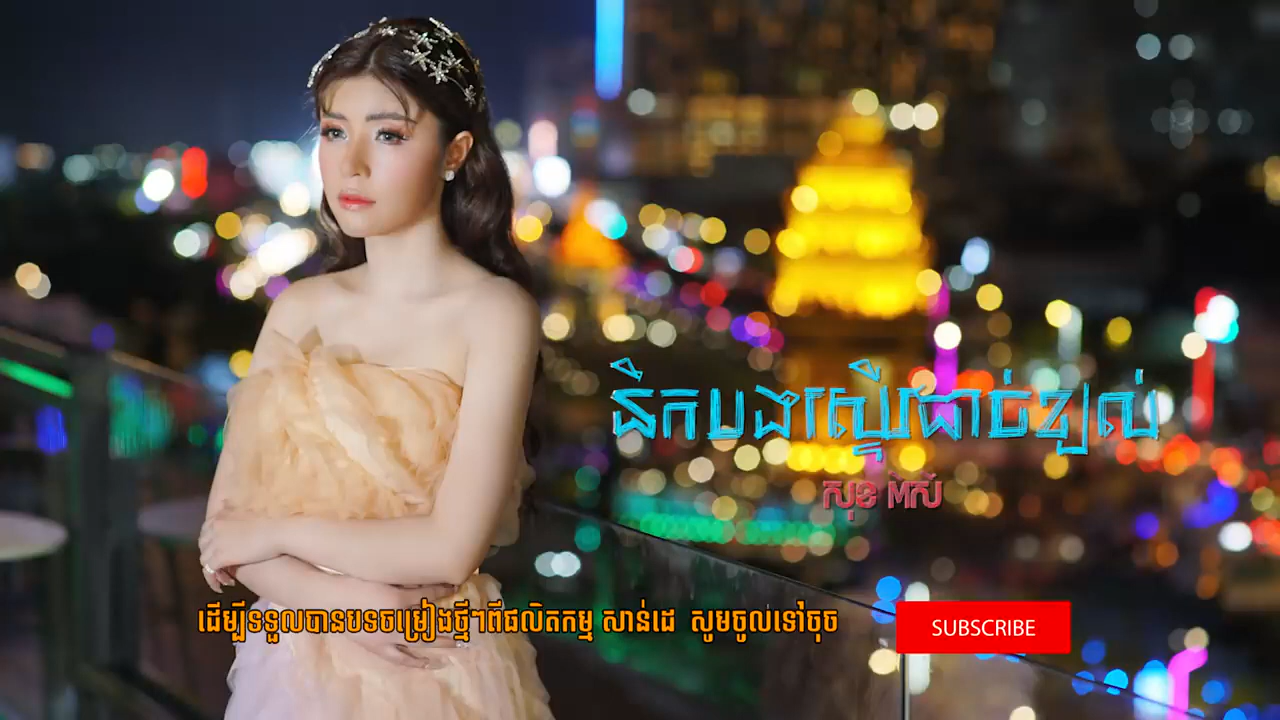 នឹកបងស្ទើរដាច់ខ្យល់
សុខ រស់
ដើម្បីទទួលបានបទចម្រៀងថ្មីៗពីផលិតកម្ម សាន់ដេ សូមចូលទៅចុច
SUBSCRIBE